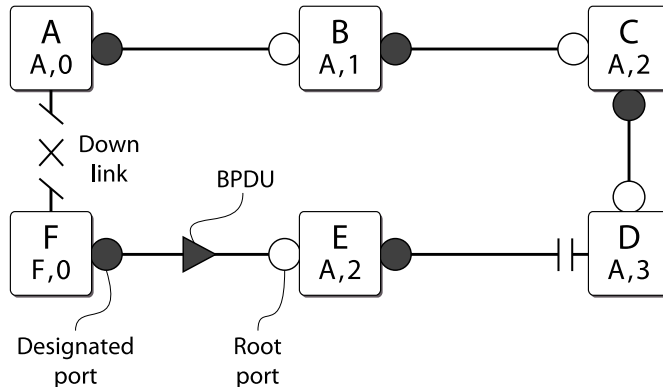 A
A,0
B
A,1
C
A,2
Down
link
BPDU
F
F,0
E
A,2
D
A,3
Designated
port
Root
port